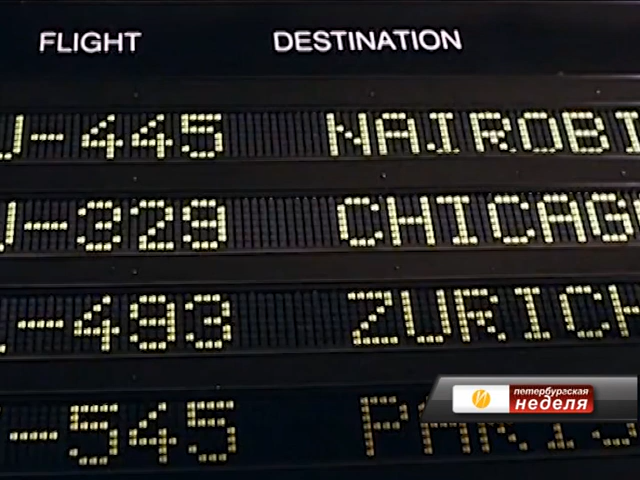 FLIGHT DESTINATION
J-445 NAIROBI
J-329 CHICAG
-493 ZURICH
-545 PARIS
петербургская
неделя